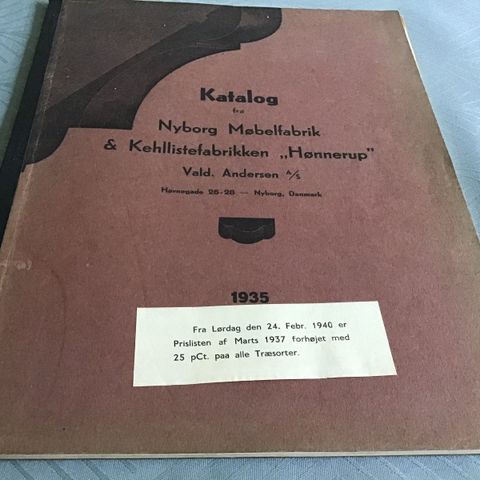 Katalog
fra
Nyborg Møbelfabrik
& Kehllistefabrikken „Hønnerup"
Vald. Andersen A/S
Havnegade 26-28 — Nyborg, Danmark
1935
Fra Lørdag den 24. Febr. 1940 er
Prislisten af Marts 1937 forhøjet med
25 pCt. paa alle Træsorter.